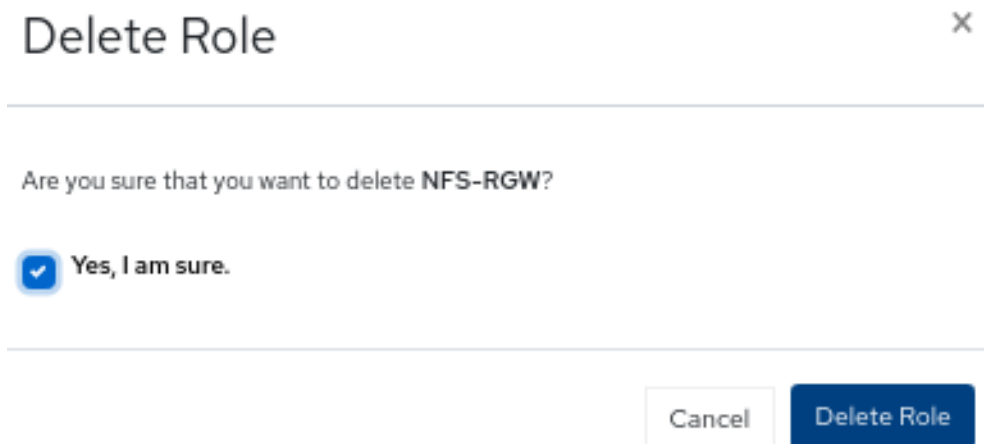 Delete Role
×
Are you sure that you want to delete NFS-RGW?
Yes, I am sure.
Cancel
Delete Role